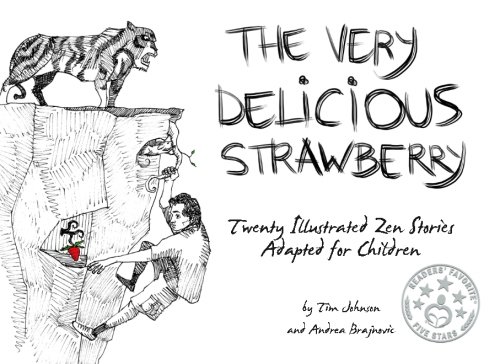 THE VERY
DELiCiOUS
STRAWBERRY
Twenty Illustrated Zen Stories
Adapted for Children
by Tim Johnson
and Andrea Brajnovic
READERS' FAVORITE
FIVE STARS